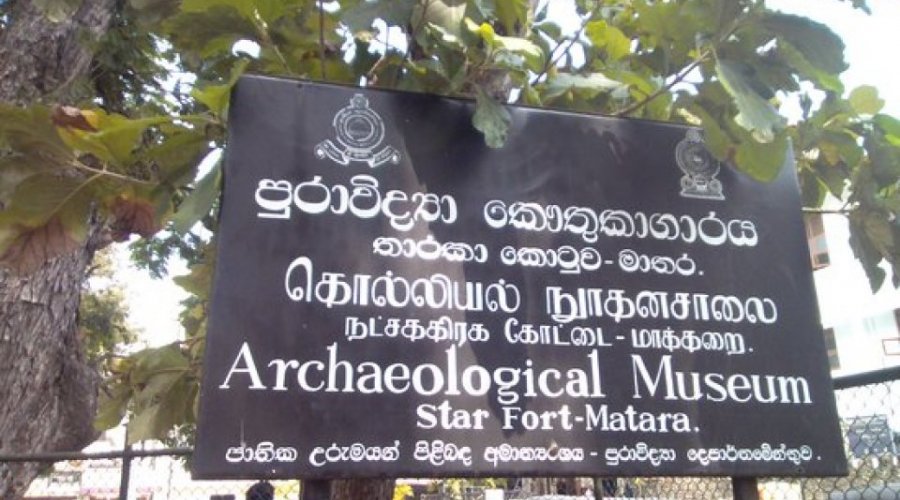 පුරාවිද්‍යා කෞතුකාගාරය
තාරකා කොටුව - මාතර.
தொல்லியல் நூதனசாலை
நட்சககிரக கோட்டை - மாத்தறை.
Archaeological Museum
Star Fort-Matara.
ජාතික උරුමයන් පිළිබඳ අමාත්‍යාංශය - පුරාවිද්‍යා දෙපාර්තමේන්තුව.